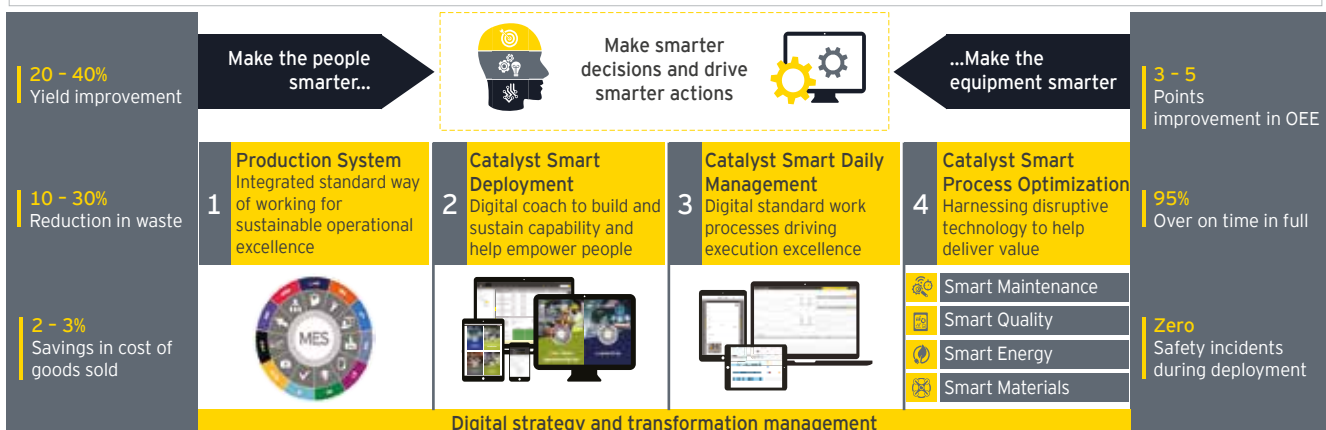 20 – 40%
Yield improvement
10 – 30%
Reduction in waste
2 – 3%
Savings in cost of
goods sold
Make the people
smarter...
Make smarter
decisions and drive
smarter actions
...Make the
equipment smarter
1
Production System
Integrated standard way
of working for
sustainable operational
excellence
MES
2
Catalyst Smart
Deployment
Digital coach to build and
sustain capability and
help empower people
3
Catalyst Smart Daily
Management
Digital standard work
processes driving
execution excellence
4
Catalyst Smart
Process Optimization
Harnessing disruptive
technology to help
deliver value
Smart Maintenance
Smart Quality
Smart Energy
Smart Materials
3 – 5
Points
improvement in OEE
95%
Over on time in full
Zero
Safety incidents
during deployment
Digital strategy and transformation management